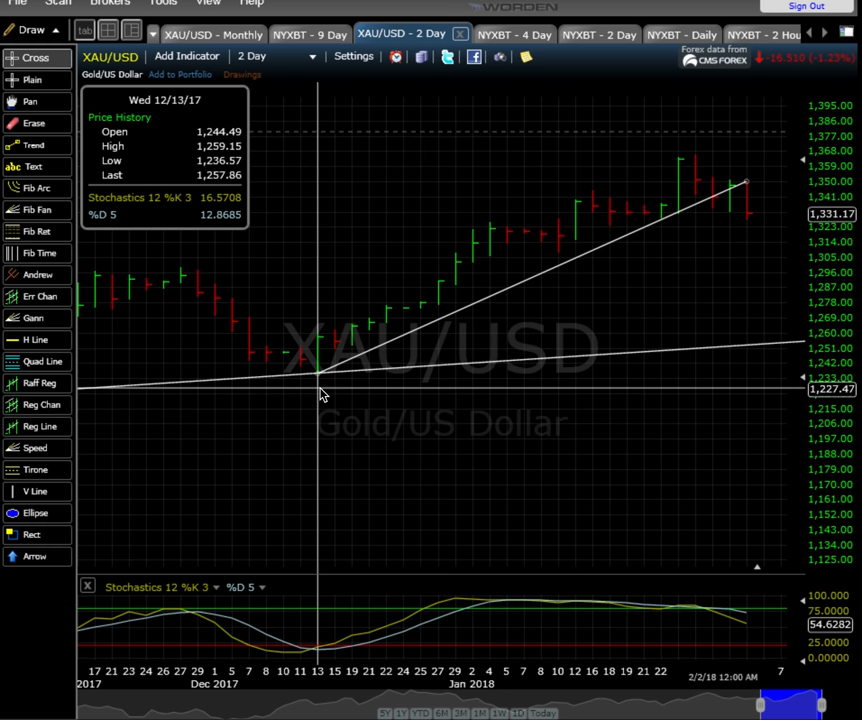 File Scan Brokers Tools View Help
WORDEN
Sign Out
Draw
tab
XAU/USD - Monthly
NYXBT - 9 Day
XAU/USD - 2 Day
X
NYXBT - 4 Day
NYXBT - 2 Day
NYXBT - Daily
NYXBT - 2 Hou
XAU/USD
Add Indicator
2 Day
Settings
Forex data from
CMS FOREX
-16.510 (-1.23%)
Gold/US Dollar
Add to Portfolio
Drawings
Cross
Plain
Pan
Erase
Trend
abc Text
Fib Arc
Fib Fan
Fib Ret
Fib Time
Andrew
Err Chan
Gann
H Line
Quad Line
Raff Reg
Reg Chan
Reg Line
Speed
Tirone
V Line
Ellipse
Rect
Arrow
Wed 12/13/17
Price History
Open 1,244.49
High 1,259.15
Low 1,236.57
Last 1,257.86
Stochastics 12 %K 3 16.5708
%D 5 12.8685
XAU/USD
Gold/US Dollar
1,395.00
1,386.00
1,377.00
1,368.00
1,359.00
1,350.00
1,341.00
1,331.17
1,323.00
1,314.00
1,305.00
1,296.00
1,287.00
1,278.00
1,269.00
1,260.00
1,251.00
1,242.00
1,233.00
1,227.47
1,215.00
1,206.00
1,197.00
1,188.00
1,179.00
1,170.00
1,161.00
1,152.00
1,143.00
1,134.00
1,125.00
X
Stochastics 12 %K 3
%D 5
100.0000
75.0000
54.6282
25.0000
0.00000
17 21 23 24 26 27 29 1 5 7 8 10 11 13 15 19 21 22 24 25 27 29 2 4 5 7 8 10 12 16 18 19 21 22
2/2/18 12:00 AM
7
2017
Dec 2017
Jan 2018
5Y 1Y YTD 6M 3M 1M 1W 1D Today